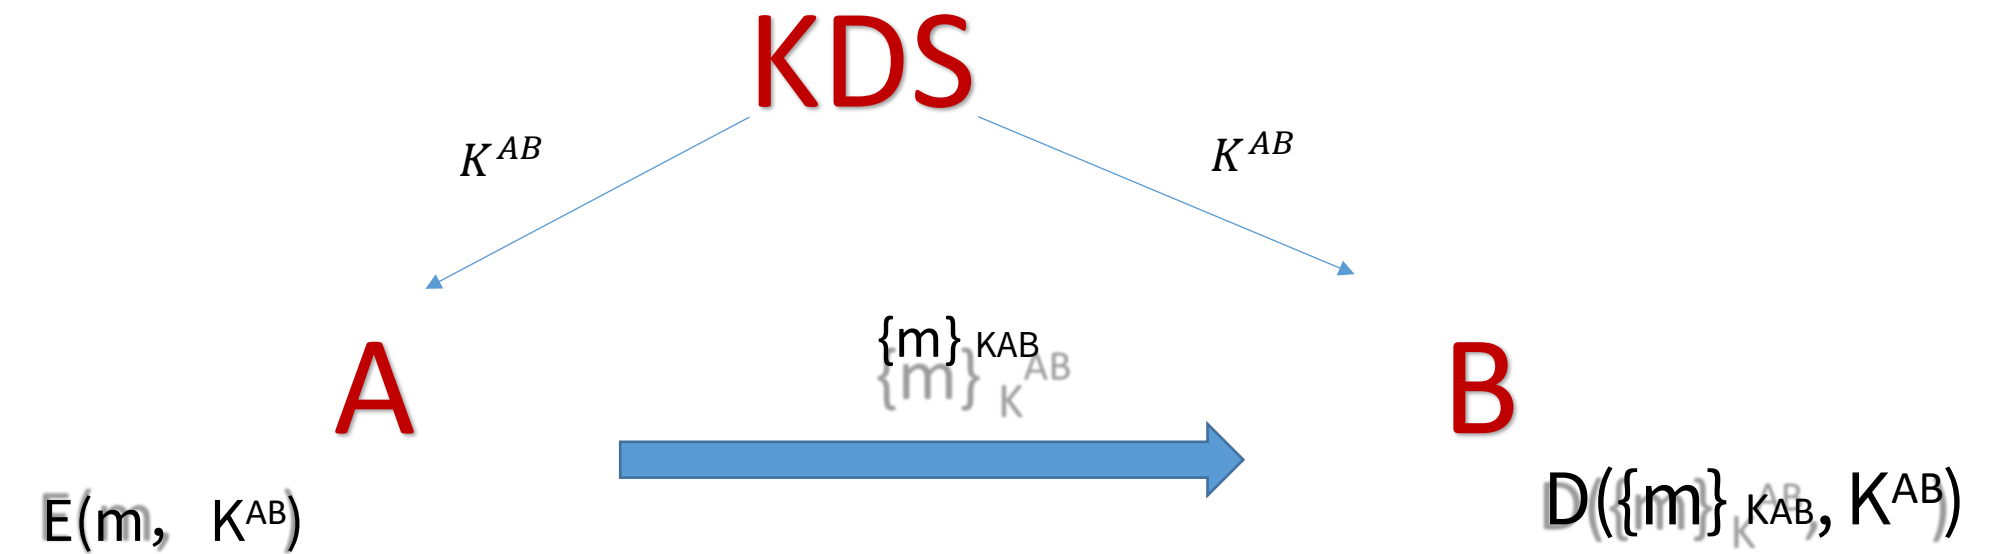 KDS
K^AB
K^AB
{m} KAB
A
B
E(m, K^AB)
D({m} KAB, K^AB)